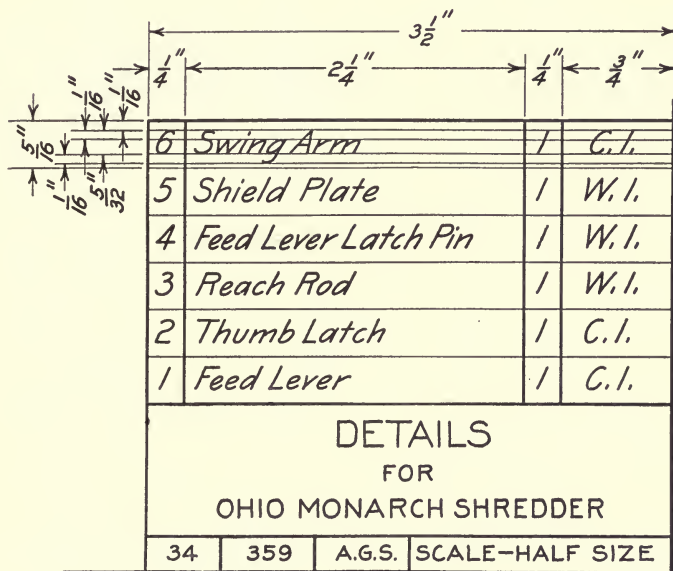 3 1/2"
1/4" 2 1/4" 1/4" 3/4"
5/16" 1/16" 1/16"
1/16" 5/32
6 Swing Arm 1 C.I.
5 Shield Plate 1 W.I.
4 Feed Lever Latch Pin 1 W.I.
3 Reach Rod 1 W.I.
2 Thumb Latch 1 C.I.
1 Feed Lever 1 C.I.
DETAILS
FOR
OHIO MONARCH SHREDDER
34 359 A.G.S. SCALE-HALF SIZE